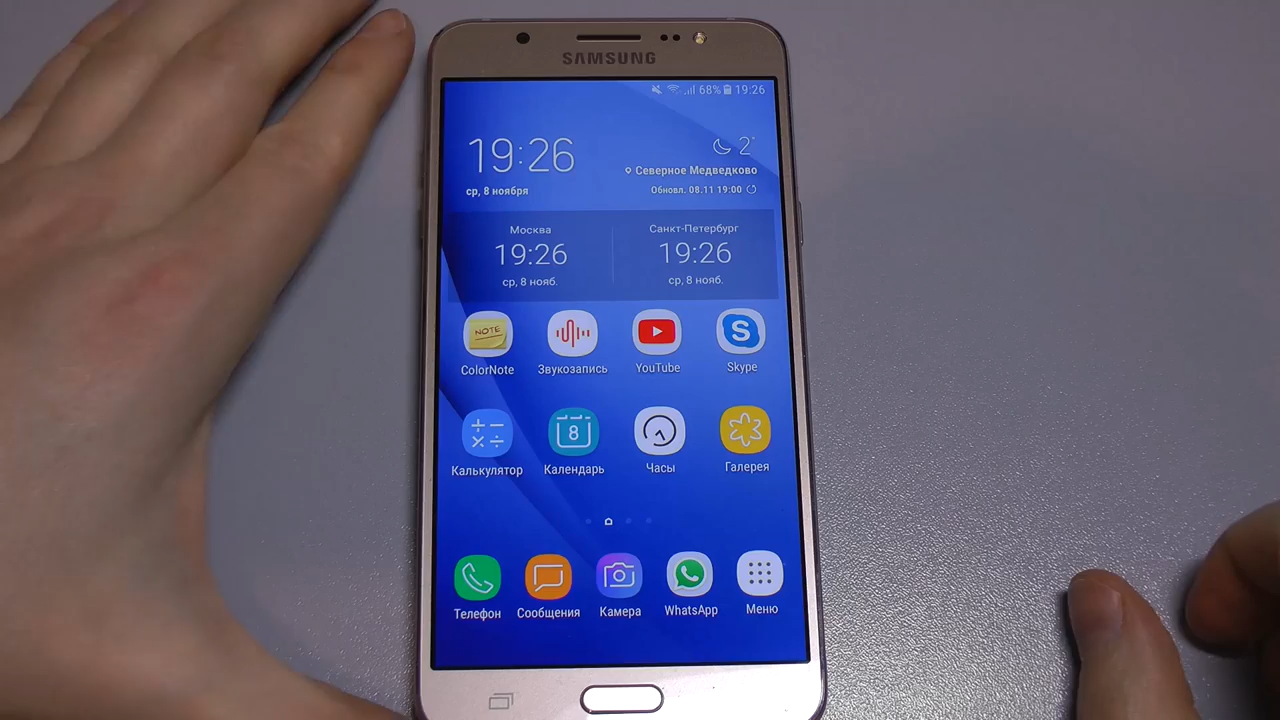 SAMSUNG
68% 19:26
19:26
2°
Северное Медведково
ср, 8 ноября
Обновл. 08.11 19:00
Москва
Санкт-Петербург
19:26
19:26
ср, 8 нояб.
ср, 8 нояб.
NOTE
ColorNote
Звукозапись
YouTube
Skype
8
Калькулятор
Календарь
Часы
Галерея
Телефон
Сообщения
Камера
WhatsApp
Меню